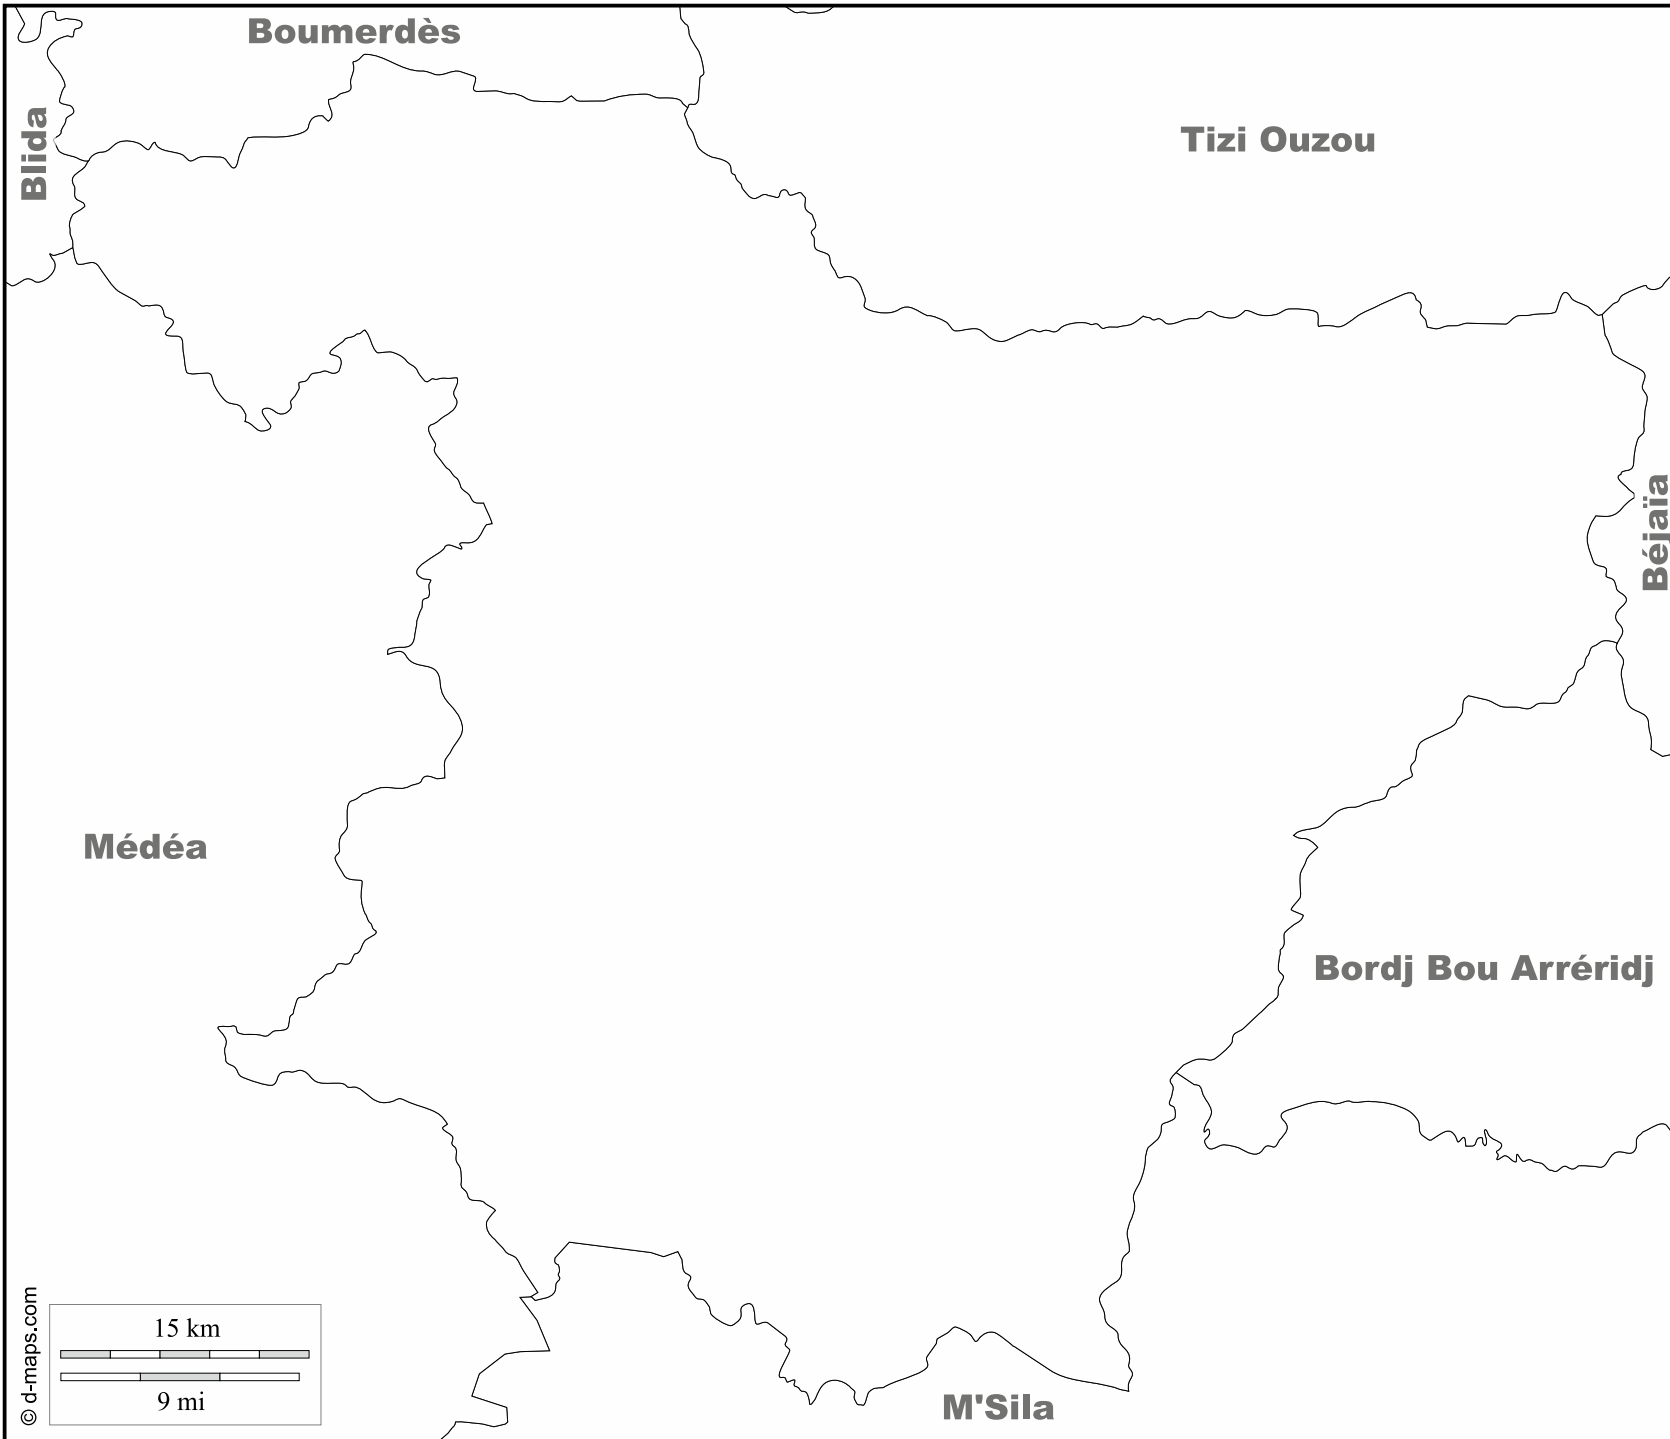 Boumerdès
Blida
Tizi Ouzou
Béjaïa
Médéa
Bordj Bou Arréridj
M'Sila
15 km
9 mi
© d-maps.com